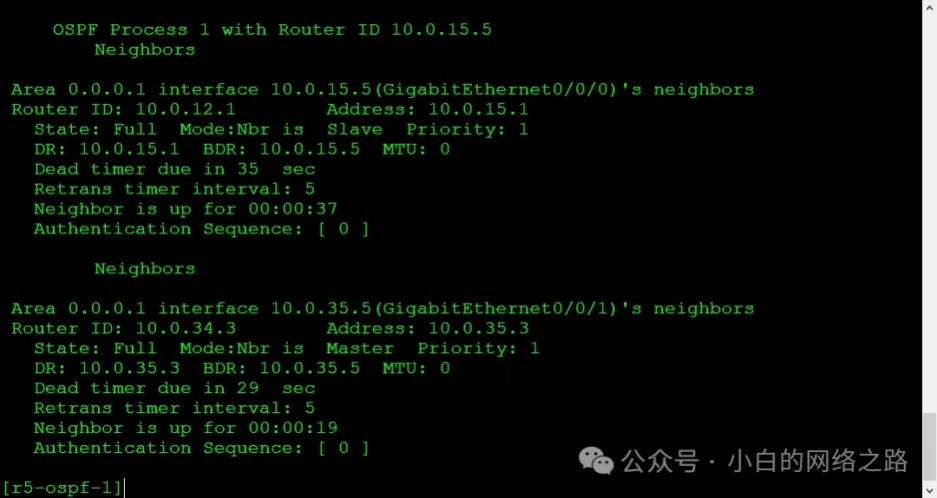 OSPF Process 1 with Router ID 10.0.15.5
Neighbors
Area 0.0.0.1 interface 10.0.15.5(GigabitEthernet0/0/0)'s neighbors
Router ID: 10.0.12.1 Address: 10.0.15.1
State: Full Mode:Nbr is Slave Priority: 1
DR: 10.0.15.1 BDR: 10.0.15.5 MTU: 0
Dead timer due in 35 sec
Retrans timer interval: 5
Neighbor is up for 00:00:37
Authentication Sequence: [ 0 ]
Neighbors
Area 0.0.0.1 interface 10.0.35.5(GigabitEthernet0/0/1)'s neighbors
Router ID: 10.0.34.3 Address: 10.0.35.3
State: Full Mode:Nbr is Master Priority: 1
DR: 10.0.35.3 BDR: 10.0.35.5 MTU: 0
Dead timer due in 29 sec
Retrans timer interval: 5
Neighbor is up for 00:00:19
Authentication Sequence: [ 0 ]
公众号 · 小白的网络之路
[r5-ospf-1]